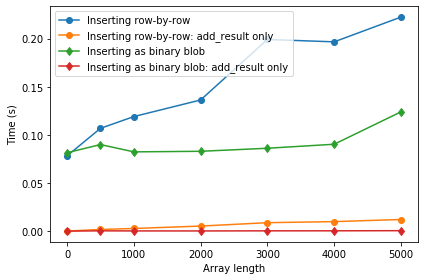 Inserting row-by-row
Inserting row-by-row: add_result only
Inserting as binary blob
Inserting as binary blob: add_result only
0.20
0.15
0.10
0.05
0.00
Time (s)
0 1000 2000 3000 4000 5000
Array length